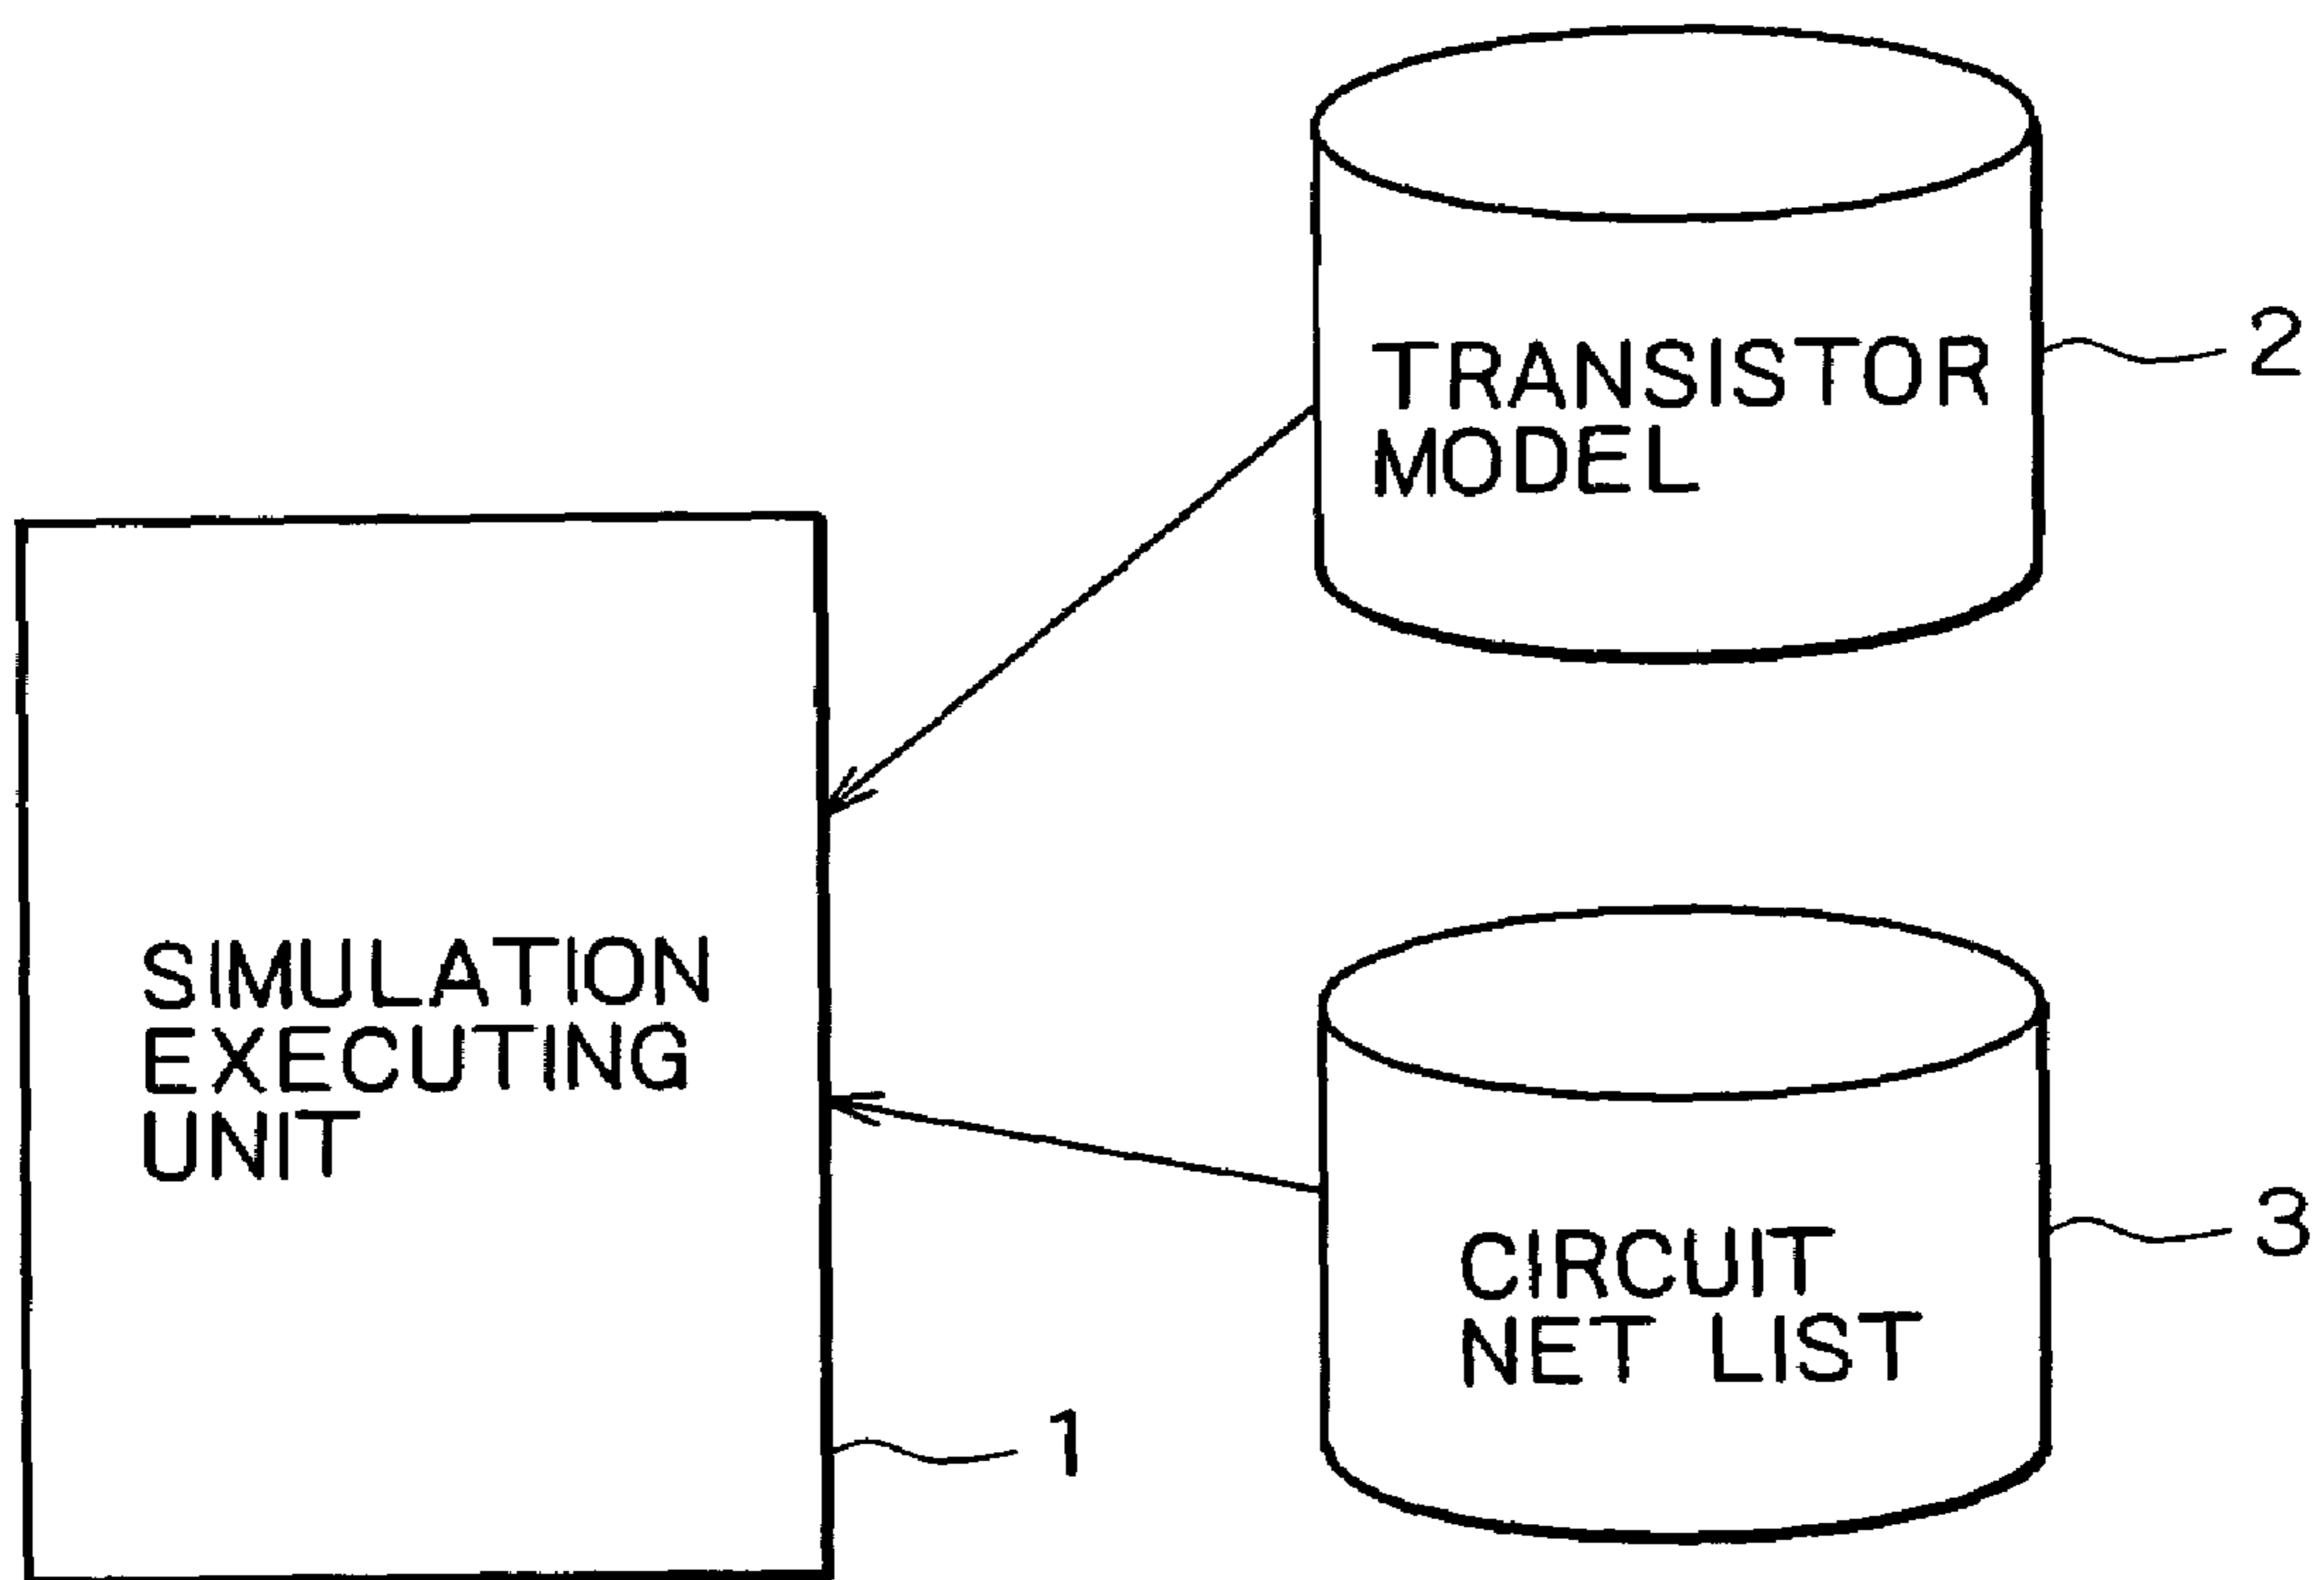 TRANSISTOR
MODEL
2
SIMULATION
EXECUTING
UNIT
1
CIRCUIT
NET LIST
3